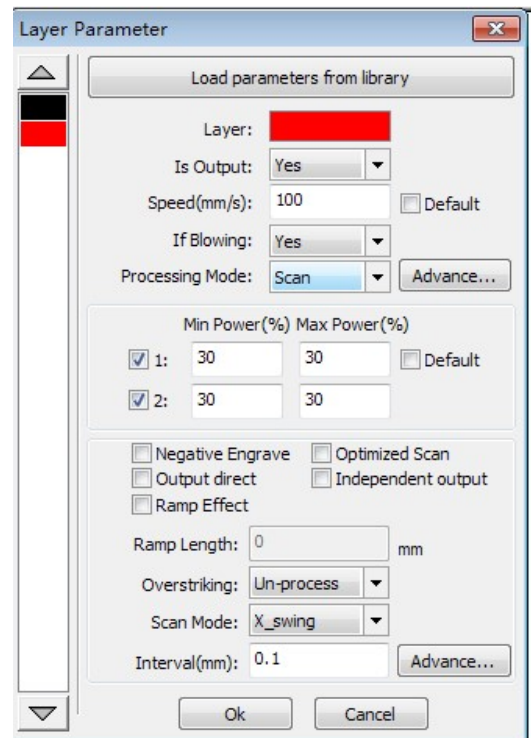 Layer Parameter
Load parameters from library
Layer:
Is Output: Yes
Speed(mm/s): 100 Default
If Blowing: Yes
Processing Mode: Scan Advance...
Min Power(%) Max Power(%)
1: 30 30 Default
2: 30 30
Negative Engrave Optimized Scan
Output direct Independent output
Ramp Effect
Ramp Length: 0 mm
Overstriking: Un-process
Scan Mode: X_swing
Interval(mm): 0.1 Advance...
Ok Cancel